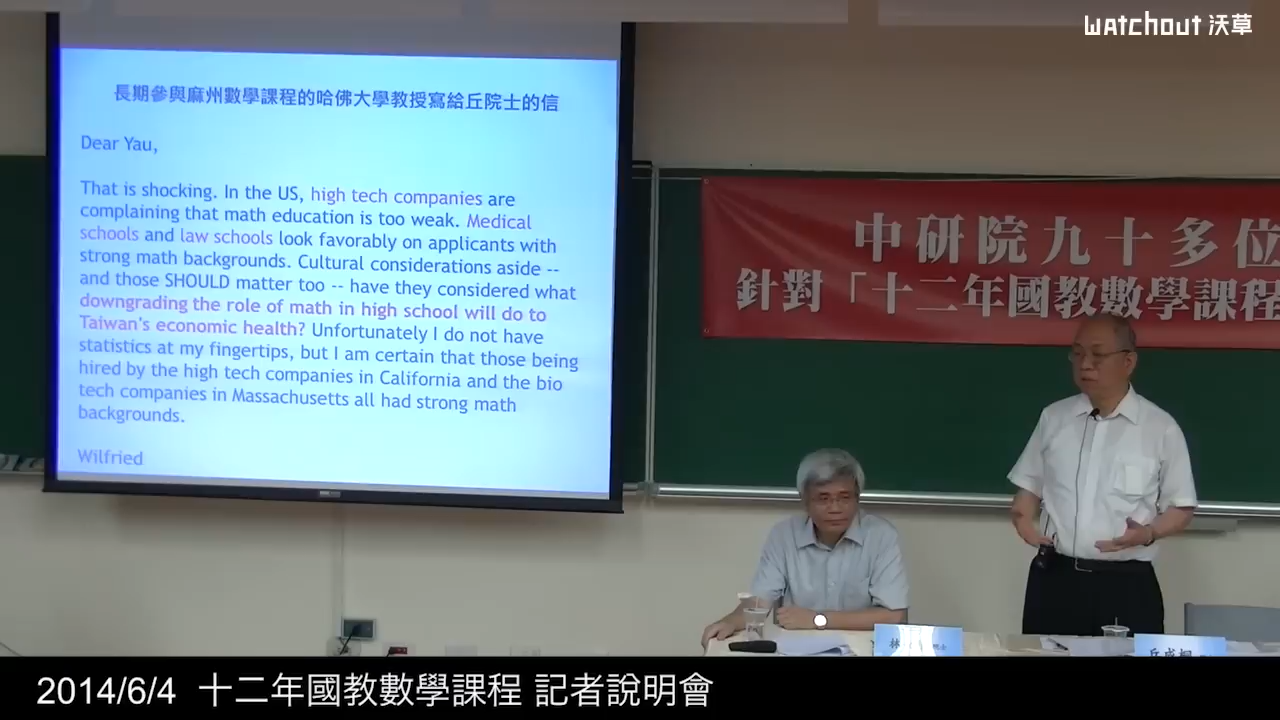 watchout 沃草
長期參與麻州數學課程的哈佛大學教授寫給丘院士的信
Dear Yau,
That is shocking. In the US, high tech companies are
complaining that math education is too weak. Medical
schools and law schools look favorably on applicants with
strong math backgrounds. Cultural considerations aside --
and those SHOULD matter too -- have they considered what
downgrading the role of math in high school will do to
Taiwan's economic health? Unfortunately I do not have
statistics at my fingertips, but I am certain that those being
hired by the high tech companies in California and the bio
tech companies in Massachusetts all had strong math
backgrounds.
Wilfried
中研院九十多位
針對「十二年國教數學課程
林
丘成桐
2014/6/4 十二年國教數學課程 記者說明會